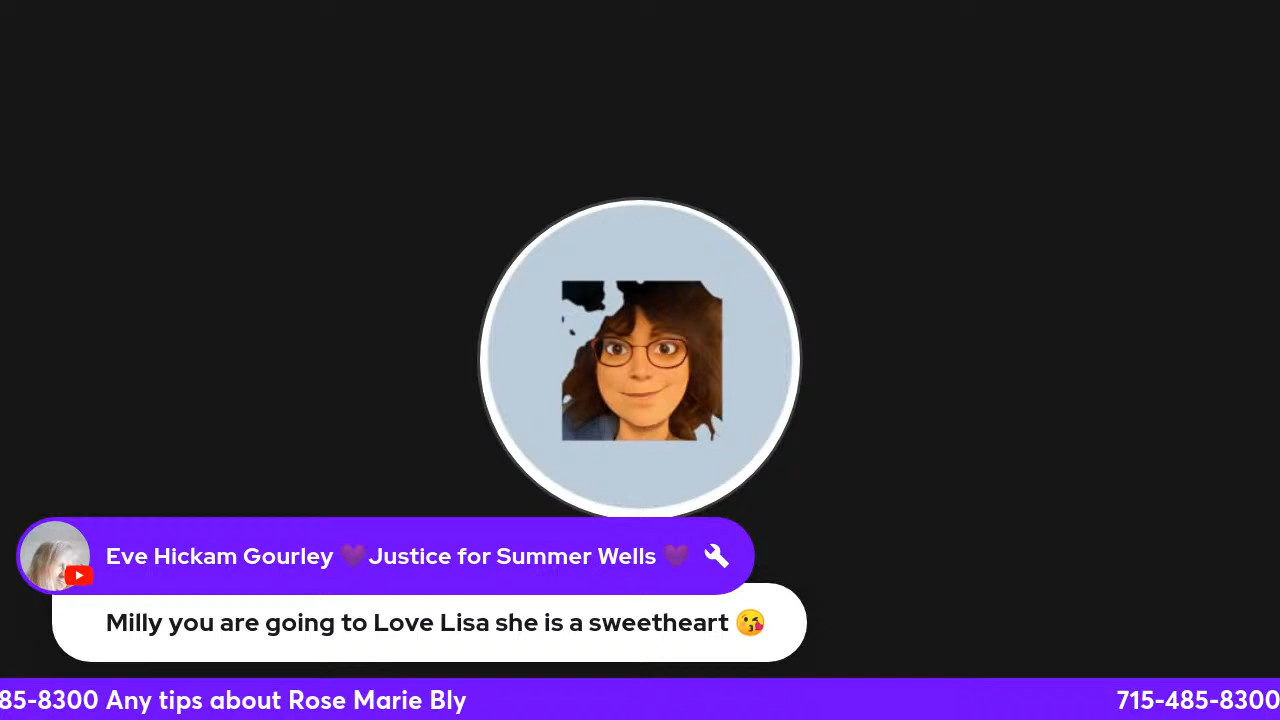 Eve Hickam Gourley 💜Justice for Summer Wells 💜
Milly you are going to Love Lisa she is a sweetheart 😘
85-8300 Any tips about Rose Marie Bly 715-485-8300